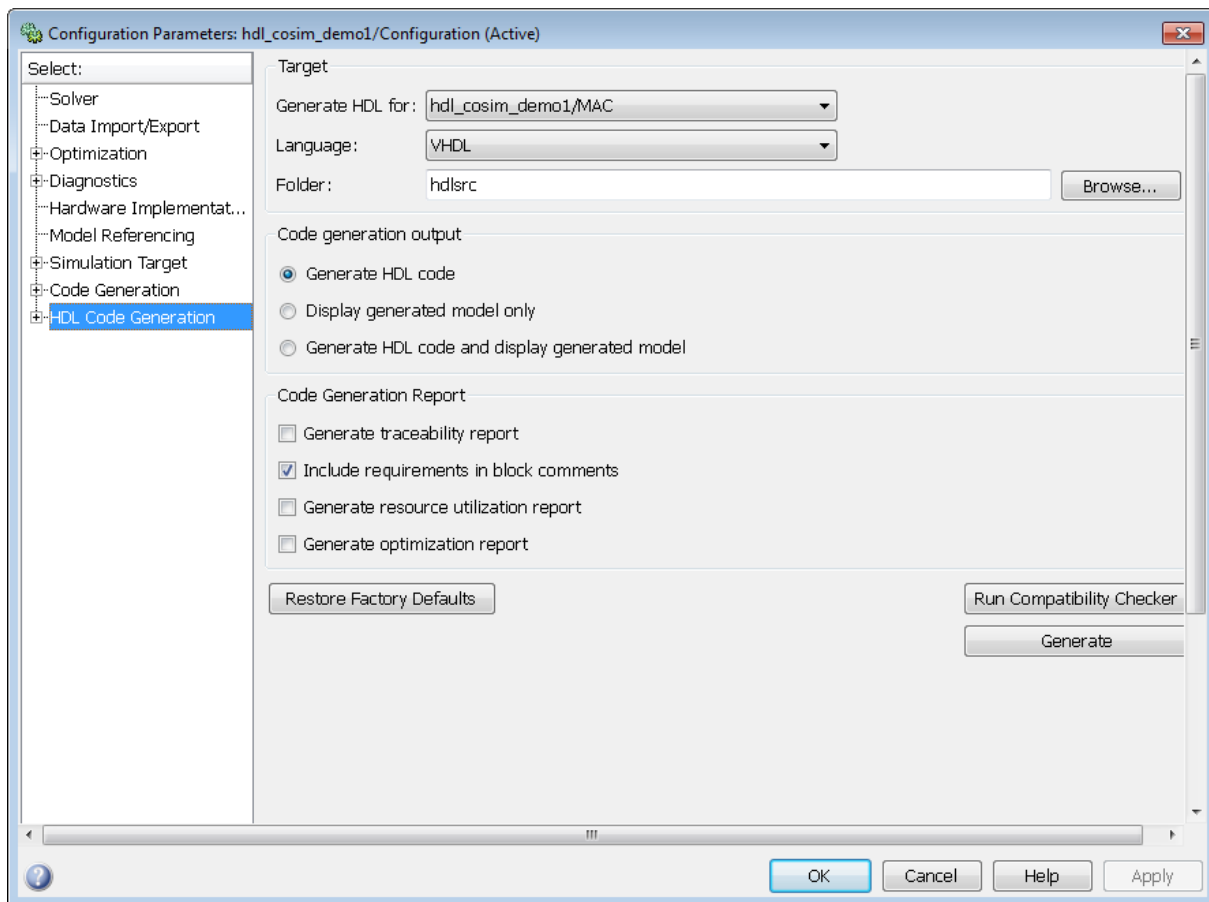 Configuration Parameters: hdl_cosim_demo1/Configuration (Active)
Select:
Solver
Data Import/Export
Optimization
Diagnostics
Hardware Implementat...
Model Referencing
Simulation Target
Code Generation
HDL Code Generation
Target
Generate HDL for: hdl_cosim_demo1/MAC
Language: VHDL
Folder: hdlsrc Browse...
Code generation output
Generate HDL code
Display generated model only
Generate HDL code and display generated model
Code Generation Report
Generate traceability report
Include requirements in block comments
Generate resource utilization report
Generate optimization report
Restore Factory Defaults Run Compatibility Checker
Generate
OK Cancel Help Apply